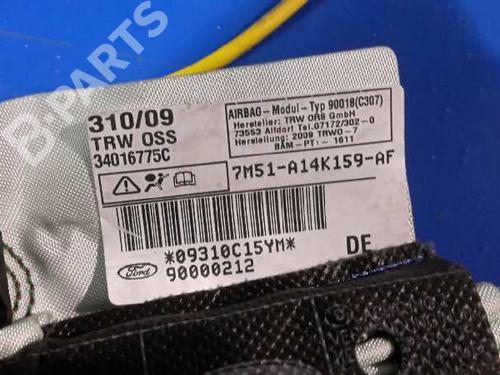 B-PARTS
310/09
TRW OSS
34016775C
AIRBAG-Modul-Typ 90018(C307)
Hersteller: TRW ORS GmbH
73553 Alfdorf Tel.07172/302-0
Herstellung: 2009 TRWO-7
BAM-PT1-1611
7M51-A14K159-AF
*09310C15YM*
DE
Ford
90000212